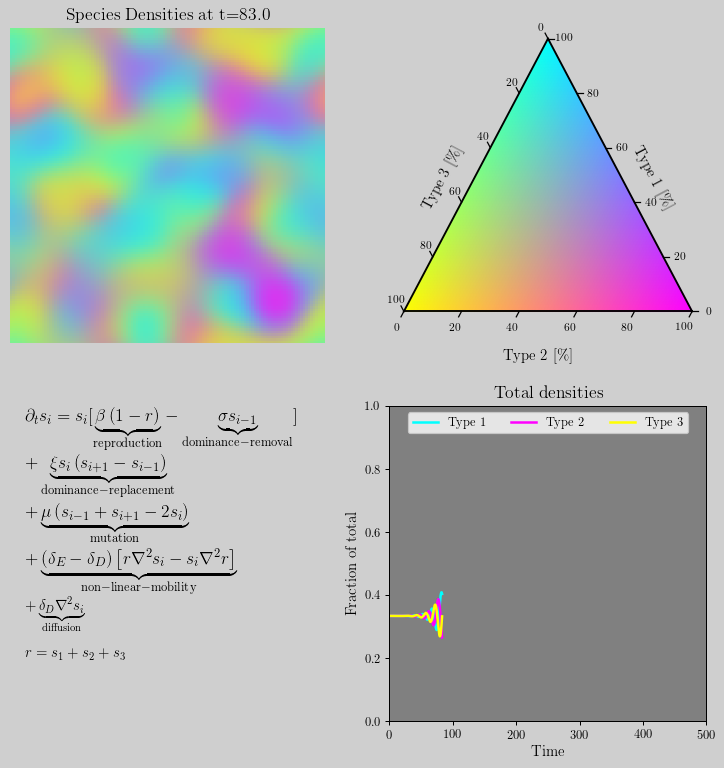 Species Densities at t=83.0
0
100
20
80
40
60
60
40
80
20
100
0
0 20 40 60 80 100
Type 3 [%]
Type 1 [%]
Type 2 [%]
∂ₜsᵢ = sᵢ[β(1 − r) − σsᵢ₋₁ ]
reproduction dominance−removal
+ ξsᵢ(sᵢ₊₁ − sᵢ₋₁)
dominance−replacement
+ μ(sᵢ₋₁ + sᵢ₊₁ − 2sᵢ)
mutation
+ (δ_E − δ_D)[r∇²sᵢ − sᵢ∇²r]
non−linear−mobility
+ δ_D∇²sᵢ
diffusion
r = s₁ + s₂ + s₃
Total densities
Type 1 Type 2 Type 3
1.0
0.8
0.6
0.4
0.2
0.0
Fraction of total
0 100 200 300 400 500
Time